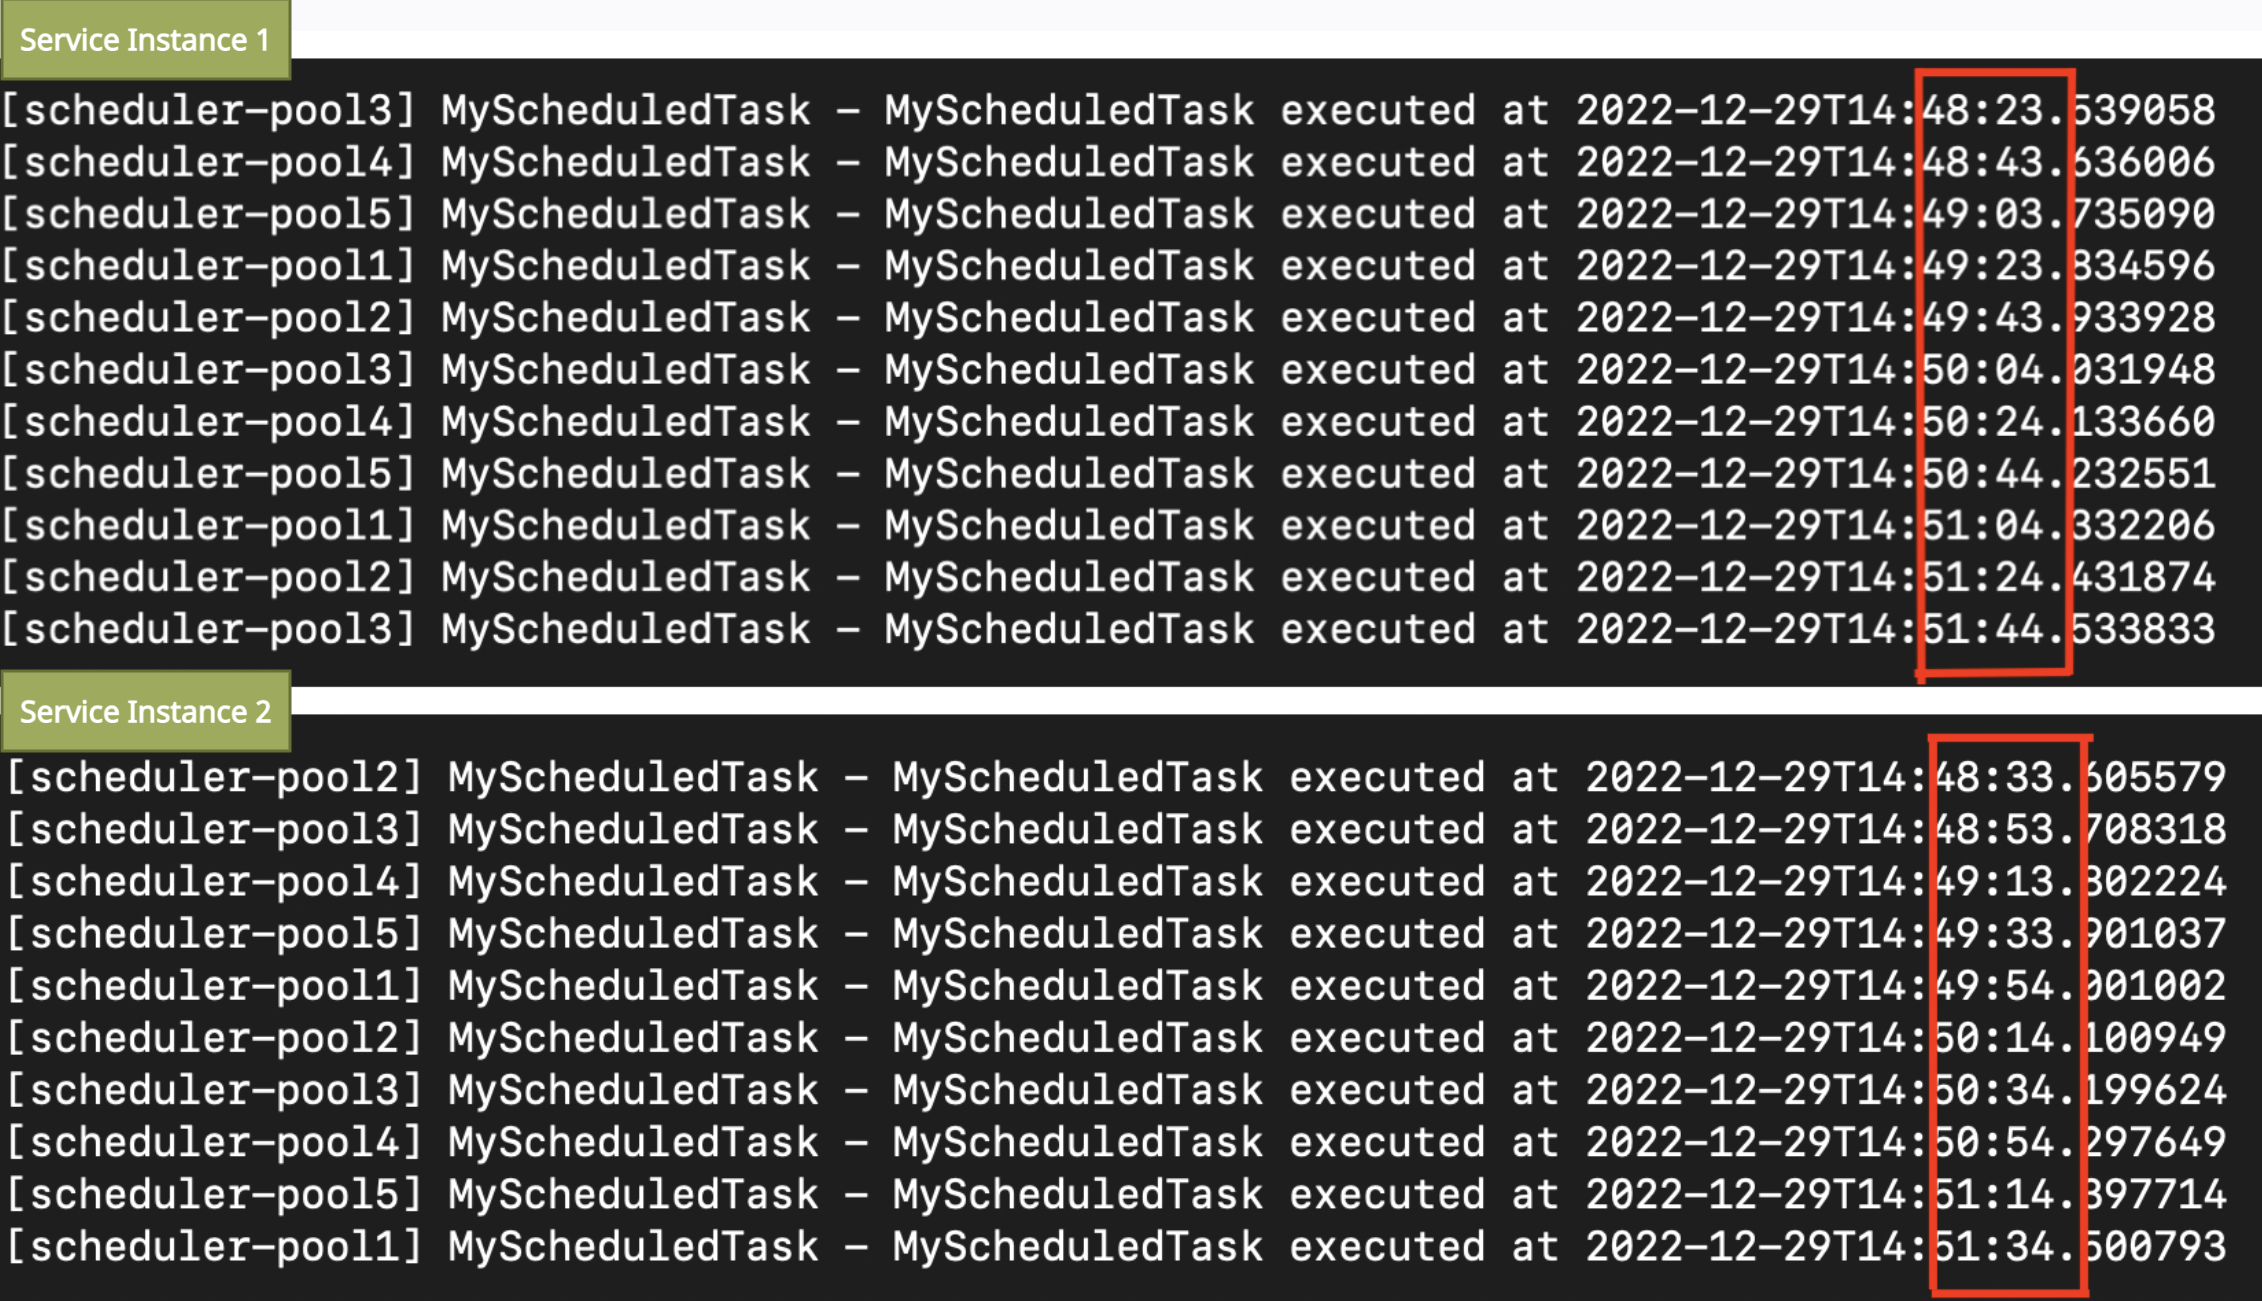 Service Instance 1
[scheduler-pool3] MyScheduledTask - MyScheduledTask executed at 2022-12-29T14:48:23.539058
[scheduler-pool4] MyScheduledTask - MyScheduledTask executed at 2022-12-29T14:48:43.636006
[scheduler-pool5] MyScheduledTask - MyScheduledTask executed at 2022-12-29T14:49:03.735090
[scheduler-pool1] MyScheduledTask - MyScheduledTask executed at 2022-12-29T14:49:23.834596
[scheduler-pool2] MyScheduledTask - MyScheduledTask executed at 2022-12-29T14:49:43.933928
[scheduler-pool3] MyScheduledTask - MyScheduledTask executed at 2022-12-29T14:50:04.031948
[scheduler-pool4] MyScheduledTask - MyScheduledTask executed at 2022-12-29T14:50:24.133660
[scheduler-pool5] MyScheduledTask - MyScheduledTask executed at 2022-12-29T14:50:44.232551
[scheduler-pool1] MyScheduledTask - MyScheduledTask executed at 2022-12-29T14:51:04.332206
[scheduler-pool2] MyScheduledTask - MyScheduledTask executed at 2022-12-29T14:51:24.431874
[scheduler-pool3] MyScheduledTask - MyScheduledTask executed at 2022-12-29T14:51:44.533833
Service Instance 2
[scheduler-pool2] MyScheduledTask - MyScheduledTask executed at 2022-12-29T14:48:33.605579
[scheduler-pool3] MyScheduledTask - MyScheduledTask executed at 2022-12-29T14:48:53.708318
[scheduler-pool4] MyScheduledTask - MyScheduledTask executed at 2022-12-29T14:49:13.802224
[scheduler-pool5] MyScheduledTask - MyScheduledTask executed at 2022-12-29T14:49:33.901037
[scheduler-pool1] MyScheduledTask - MyScheduledTask executed at 2022-12-29T14:49:54.001002
[scheduler-pool2] MyScheduledTask - MyScheduledTask executed at 2022-12-29T14:50:14.100949
[scheduler-pool3] MyScheduledTask - MyScheduledTask executed at 2022-12-29T14:50:34.199624
[scheduler-pool4] MyScheduledTask - MyScheduledTask executed at 2022-12-29T14:50:54.297649
[scheduler-pool5] MyScheduledTask - MyScheduledTask executed at 2022-12-29T14:51:14.397714
[scheduler-pool1] MyScheduledTask - MyScheduledTask executed at 2022-12-29T14:51:34.500793